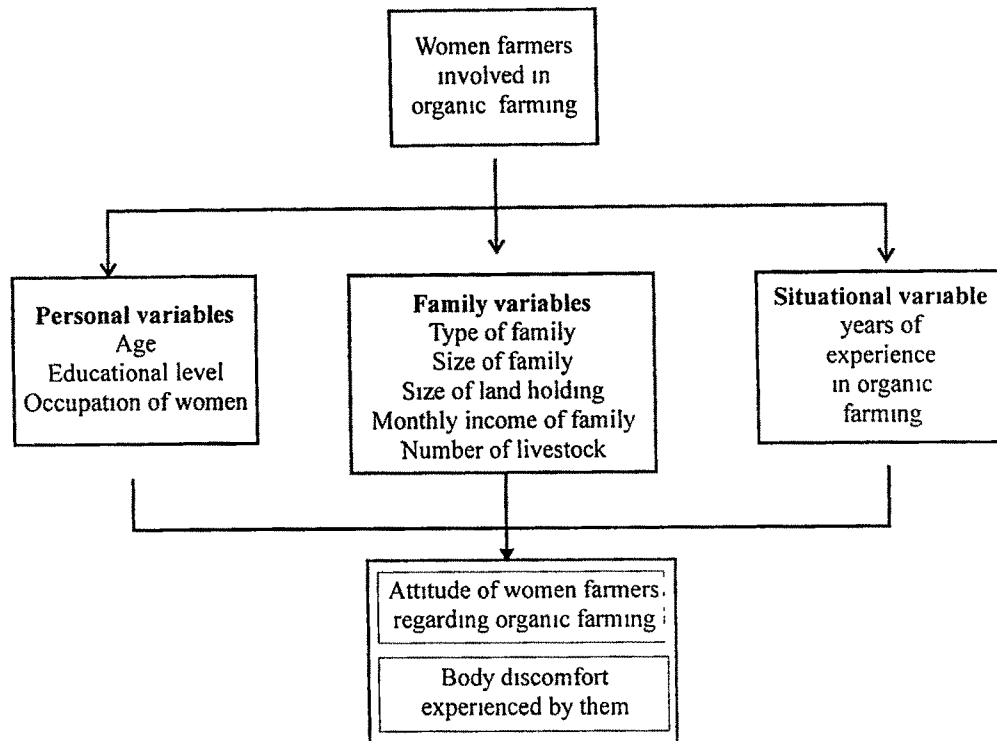 Women farmers
involved in
organic farming
Personal variables
Age
Educational level
Occupation of women
Family variables
Type of family
Size of family
Size of land holding
Monthly income of family
Number of livestock
Situational variable
years of
experience
in organic
farming
Attitude of women farmers
regarding organic farming
Body discomfort
experienced by them